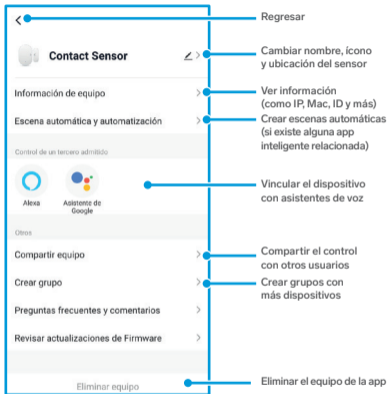 Regresar
Contact Sensor
Cambiar nombre, ícono
y ubicación del sensor
Información de equipo
Ver información
(como IP, Mac, ID y más)
Escena automática y automatización
Crear escenas automáticas
(si existe alguna app
inteligente relacionada)
Control de un tercero admitido
Alexa
Asistente de
Google
Vincular el dispositivo
con asistentes de voz
Otros
Compartir equipo
Compartir el control
con otros usuarios
Crear grupo
Crear grupos con
más dispositivos
Preguntas frecuentes y comentarios
Revisar actualizaciones de Firmware
Eliminar equipo
Eliminar el equipo de la app